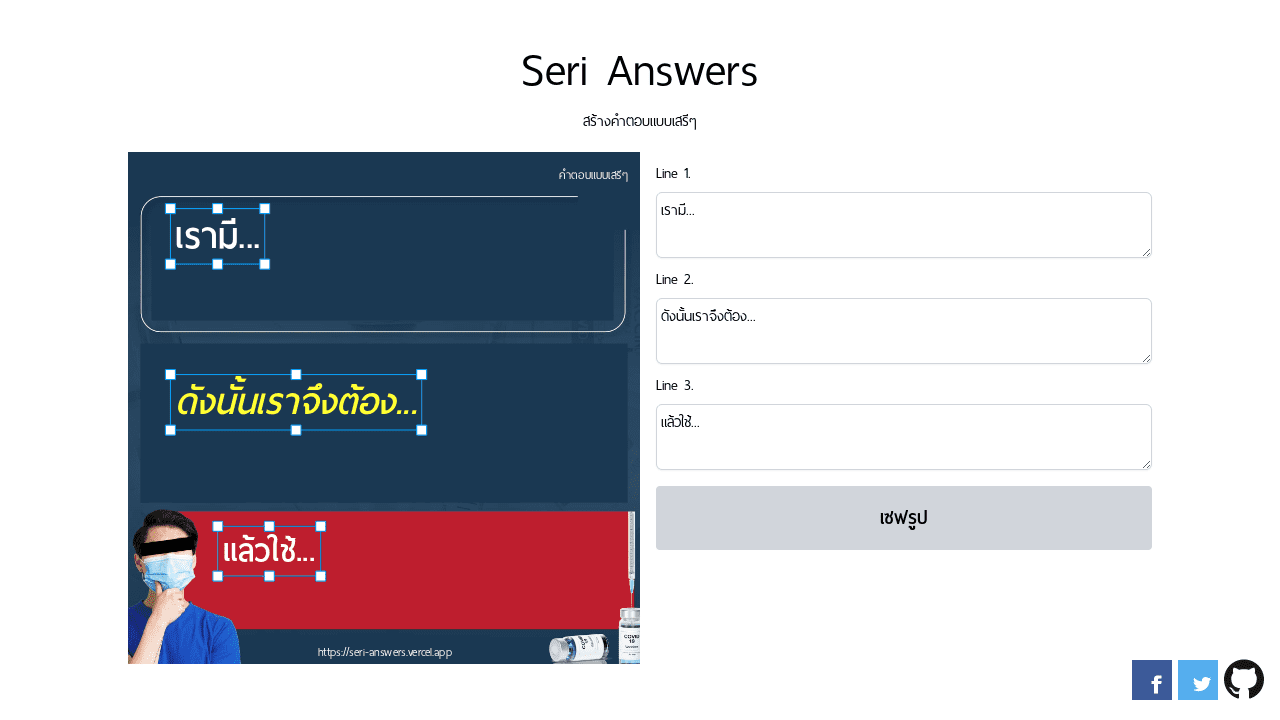 Seri Answers
สร้างคำตอบแบบเสรีๆ
คำตอบแบบเสรีๆ
เรามี...
ดังนั้นเราจึงต้อง...
แล้วใช้...
COVID
19
https://seri-answers.vercel.app
Line 1.
เรามี...
Line 2.
ดังนั้นเราจึงต้อง...
Line 3.
แล้วใช้...
เซฟรูป